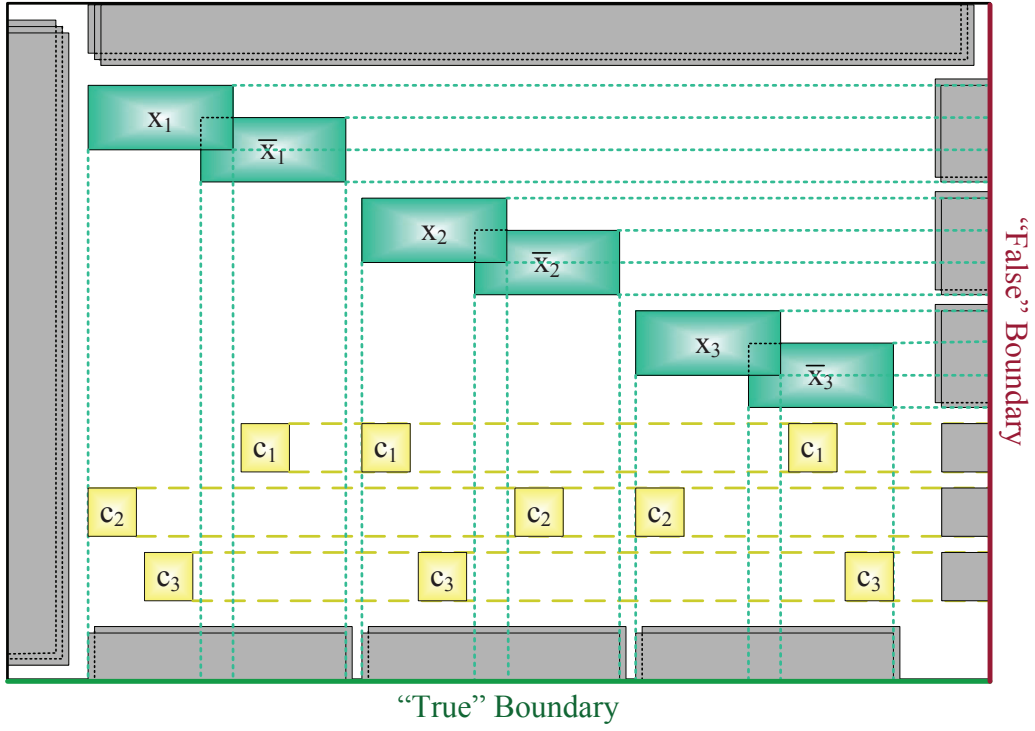 x₁
x̅₁
x₂
x̅₂
x₃
x̅₃
c₁ c₁ c₁
c₂ c₂ c₂
c₃ c₃ c₃
“False” Boundary
“True” Boundary